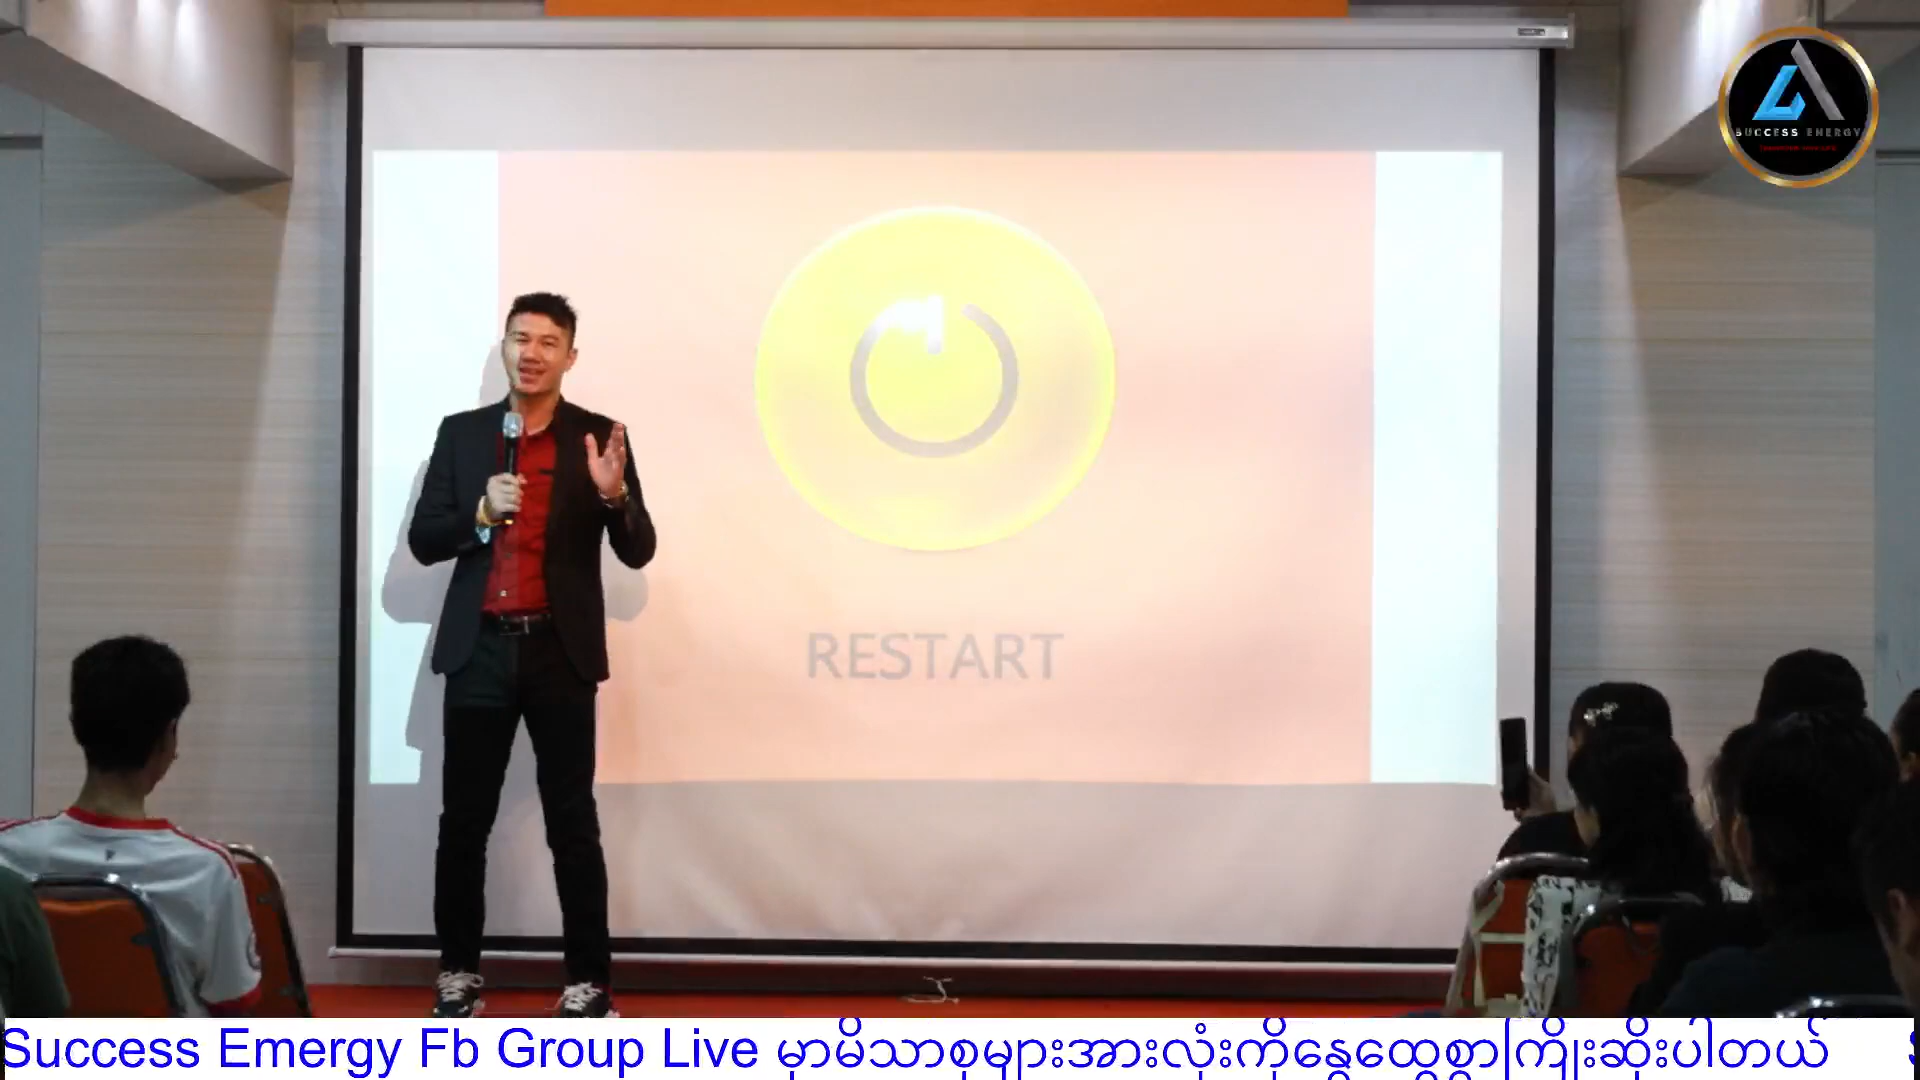 SUCCESS ENERGY
RESTART
Success Emergy Fb Group Live မှာမိသာစုများအားလုံးကိုနွေထွေစွာကြိုးဆိုးပါတယ်